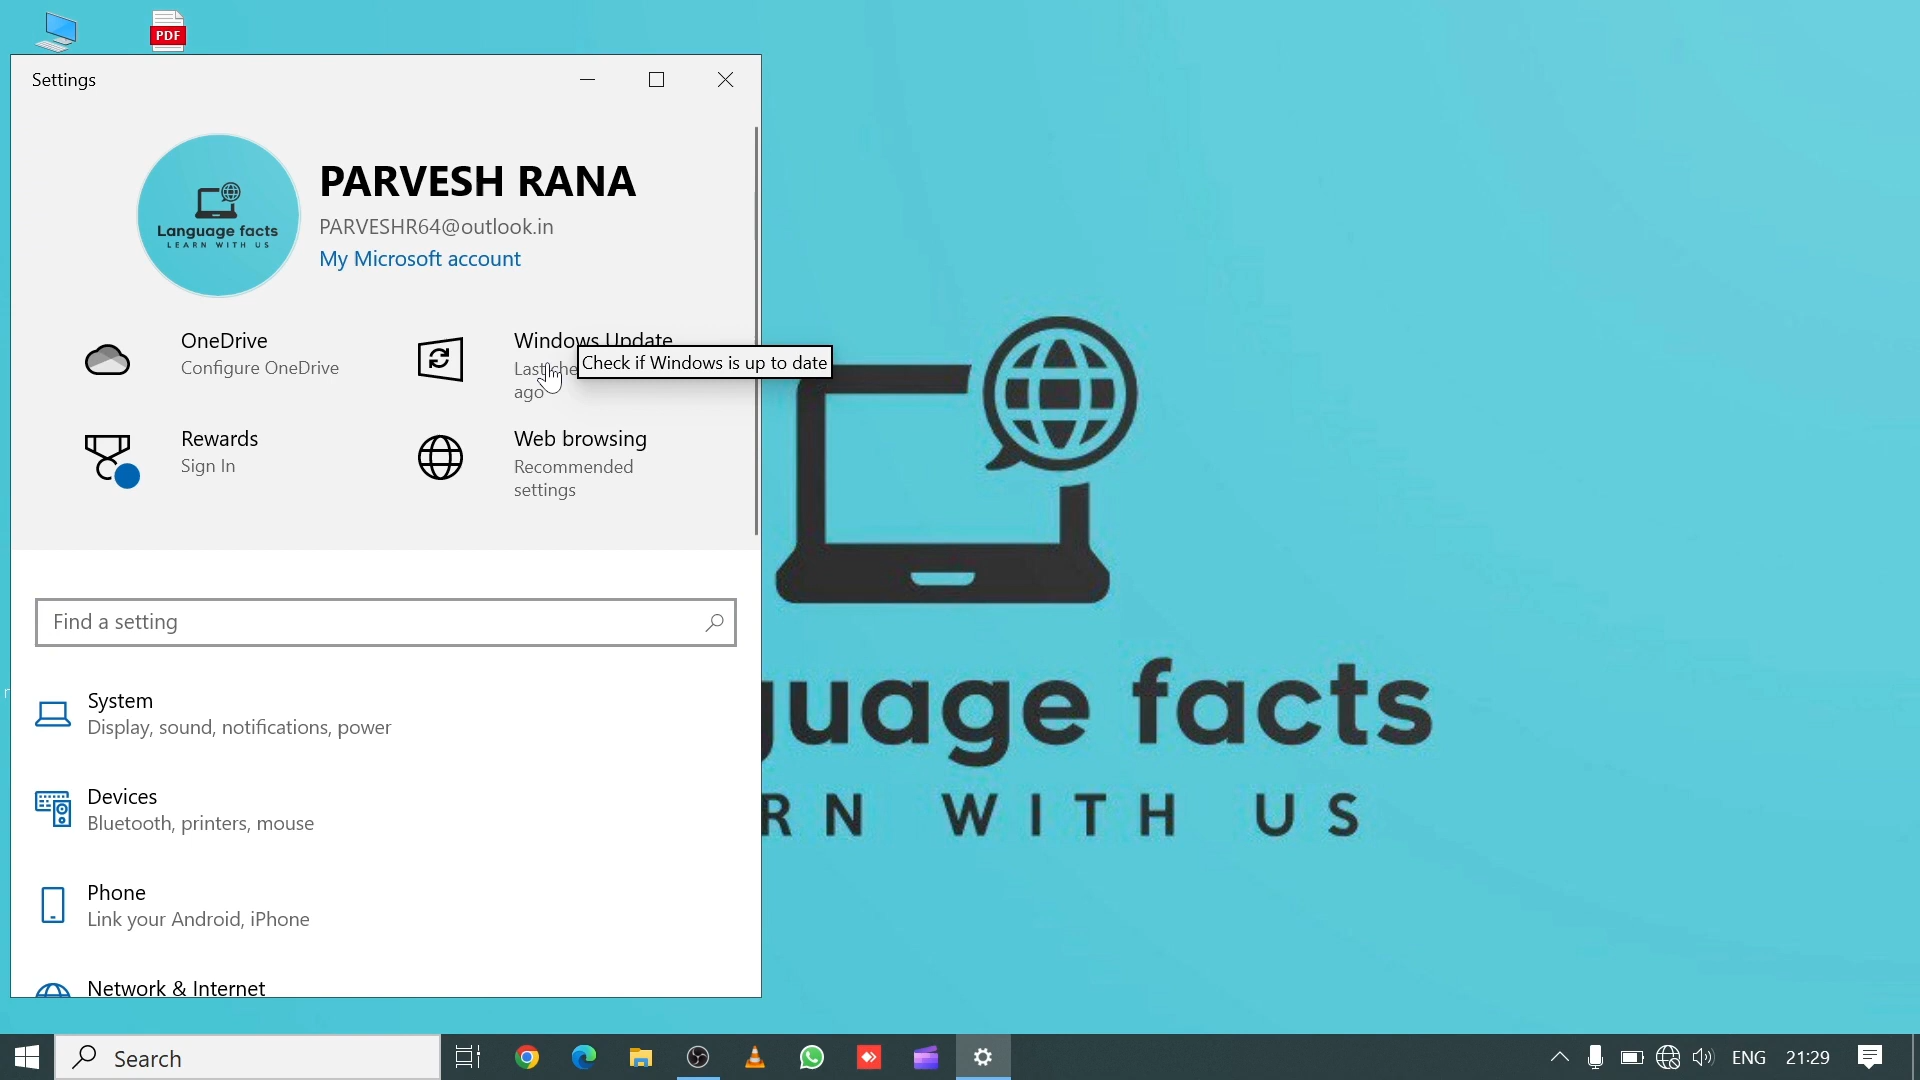 PDF
Settings
Language facts
LEARN WITH US
PARVESH RANA
PARVESHR64@outlook.in
My Microsoft account
OneDrive
Configure OneDrive
Windows Update
Check if Windows is up to date
ago
Rewards
Sign In
Web browsing
Recommended
settings
Find a setting
System
Display, sound, notifications, power
Devices
Bluetooth, printers, mouse
Phone
Link your Android, iPhone
Network & Internet
guage facts
RN WITH US
Search
ENG
21:29